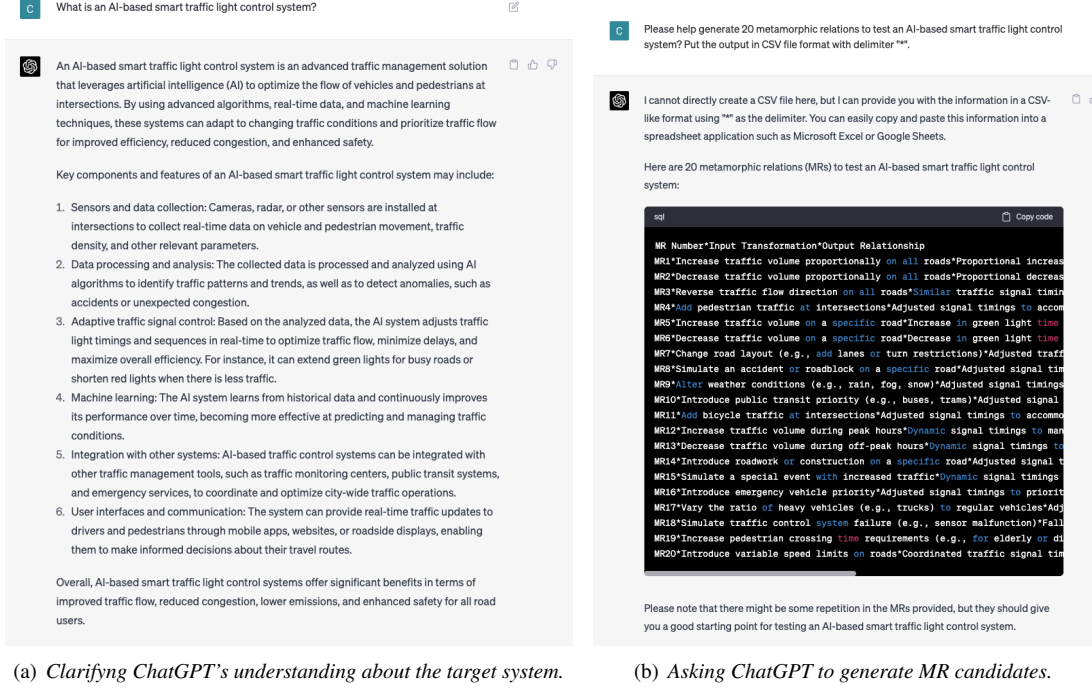 C
What is an AI-based smart traffic light control system?
An AI-based smart traffic light control system is an advanced traffic management solution
that leverages artificial intelligence (AI) to optimize the flow of vehicles and pedestrians at
intersections. By using advanced algorithms, real-time data, and machine learning
techniques, these systems can adapt to changing traffic conditions and prioritize traffic flow
for improved efficiency, reduced congestion, and enhanced safety.
Key components and features of an AI-based smart traffic light control system may include:
1. Sensors and data collection: Cameras, radar, or other sensors are installed at
intersections to collect real-time data on vehicle and pedestrian movement, traffic
density, and other relevant parameters.
2. Data processing and analysis: The collected data is processed and analyzed using AI
algorithms to identify traffic patterns and trends, as well as to detect anomalies, such as
accidents or unexpected congestion.
3. Adaptive traffic signal control: Based on the analyzed data, the AI system adjusts traffic
light timings and sequences in real-time to optimize traffic flow, minimize delays, and
maximize overall efficiency. For instance, it can extend green lights for busy roads or
shorten red lights when there is less traffic.
4. Machine learning: The AI system learns from historical data and continuously improves
its performance over time, becoming more effective at predicting and managing traffic
conditions.
5. Integration with other systems: AI-based traffic control systems can be integrated with
other traffic management tools, such as traffic monitoring centers, public transit systems,
and emergency services, to coordinate and optimize city-wide traffic operations.
6. User interfaces and communication: The system can provide real-time traffic updates to
drivers and pedestrians through mobile apps, websites, or roadside displays, enabling
them to make informed decisions about their travel routes.
Overall, AI-based smart traffic light control systems offer significant benefits in terms of
improved traffic flow, reduced congestion, lower emissions, and enhanced safety for all road
users.
(a) Clarifyng ChatGPT's understanding about the target system.
C
Please help generate 20 metamorphic relations to test an AI-based smart traffic light control
system? Put the output in CSV file format with delimiter "*".
I cannot directly create a CSV file here, but I can provide you with the information in a CSV-
like format using "*" as the delimiter. You can easily copy and paste this information into a
spreadsheet application such as Microsoft Excel or Google Sheets.
Here are 20 metamorphic relations (MRs) to test an AI-based smart traffic light control
system:
sql Copy code
MR Number*Input Transformation*Output Relationship
MR1*Increase traffic volume proportionally on all roads*Proportional increas
MR2*Decrease traffic volume proportionally on all roads*Proportional decreas
MR3*Reverse traffic flow direction on all roads*Similar traffic signal timin
MR4*Add pedestrian traffic at intersections*Adjusted signal timings to accom
MR5*Increase traffic volume on a specific road*Increase in green light time
MR6*Decrease traffic volume on a specific road*Decrease in green light time
MR7*Change road layout (e.g., add lanes or turn restrictions)*Adjusted traff
MR8*Simulate an accident or roadblock on a specific road*Adjusted signal tim
MR9*Alter weather conditions (e.g., rain, fog, snow)*Adjusted signal timings
MR10*Introduce public transit priority (e.g., buses, trams)*Adjusted signal
MR11*Add bicycle traffic at intersections*Adjusted signal timings to accommo
MR12*Increase traffic volume during peak hours*Dynamic signal timings to man
MR13*Decrease traffic volume during off-peak hours*Dynamic signal timings to
MR14*Introduce roadwork or construction on a specific road*Adjusted signal t
MR15*Simulate a special event with increased traffic*Dynamic signal timings
MR16*Introduce emergency vehicle priority*Adjusted signal timings to priorit
MR17*Vary the ratio of heavy vehicles (e.g., trucks) to regular vehicles*Adj
MR18*Simulate traffic control system failure (e.g., sensor malfunction)*Fall
MR19*Increase pedestrian crossing time requirements (e.g., for elderly or di
MR20*Introduce variable speed limits on roads*Coordinated traffic signal tim
Please note that there might be some repetition in the MRs provided, but they should give
you a good starting point for testing an AI-based smart traffic light control system.
(b) Asking ChatGPT to generate MR candidates.